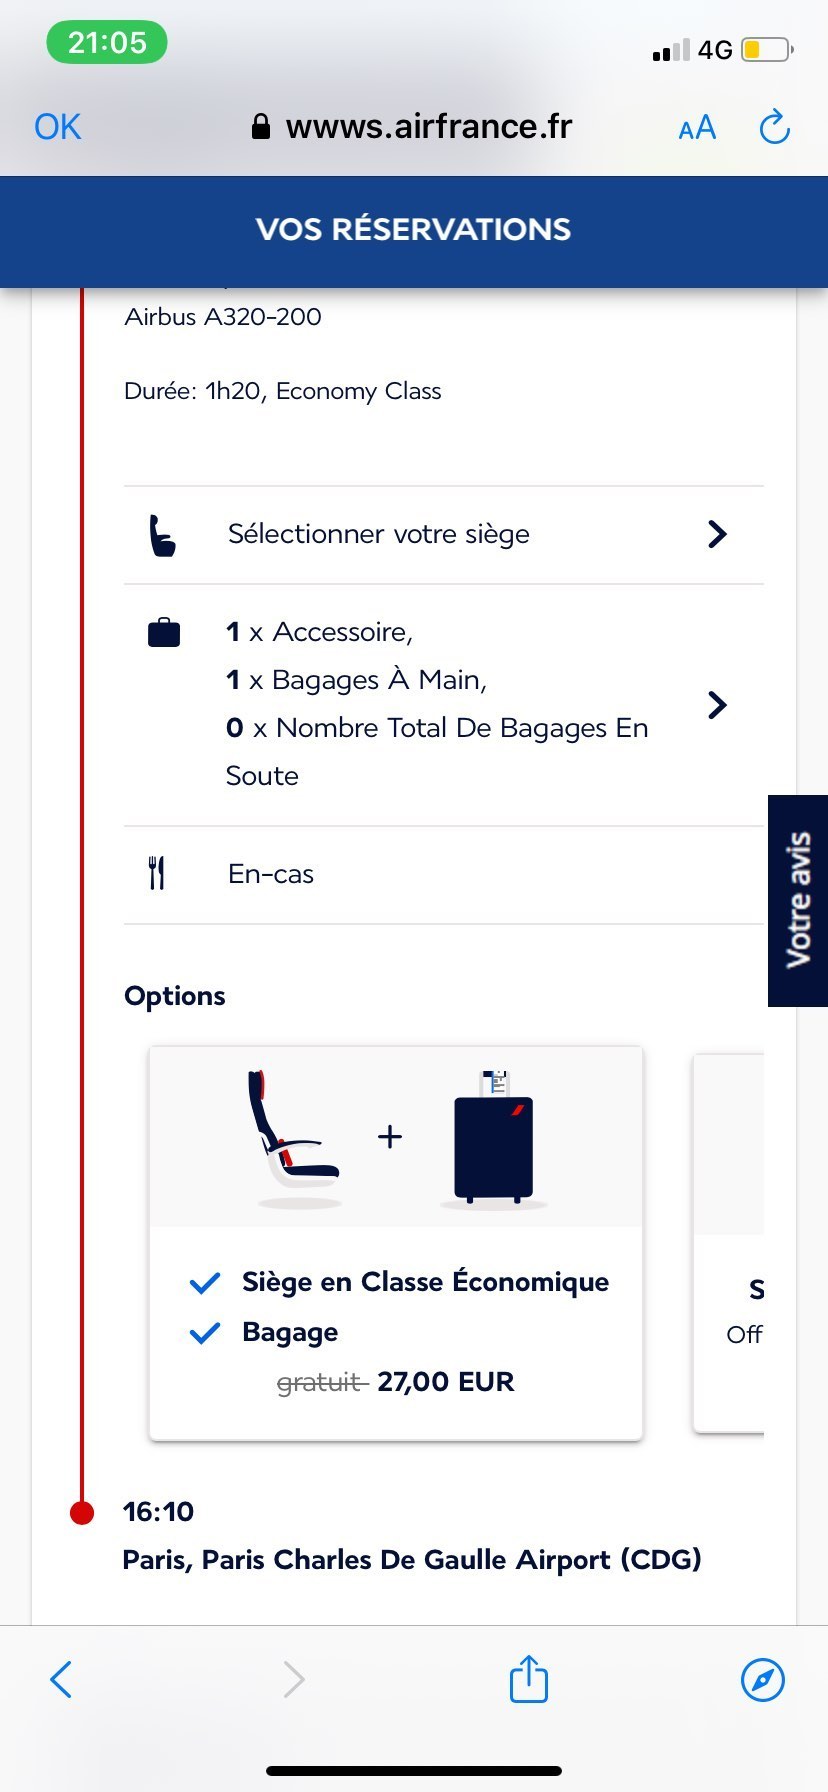 21:05
4G
OK
wwws.airfrance.fr
AA
VOS RÉSERVATIONS
Airbus A320-200
Durée: 1h20, Economy Class
Sélectionner votre siège
1 x Accessoire,
1 x Bagages À Main,
0 x Nombre Total De Bagages En
Soute
En-cas
Votre avis
Options
Siège en Classe Économique
Bagage
gratuit 27,00 EUR
S
Off
16:10
Paris, Paris Charles De Gaulle Airport (CDG)